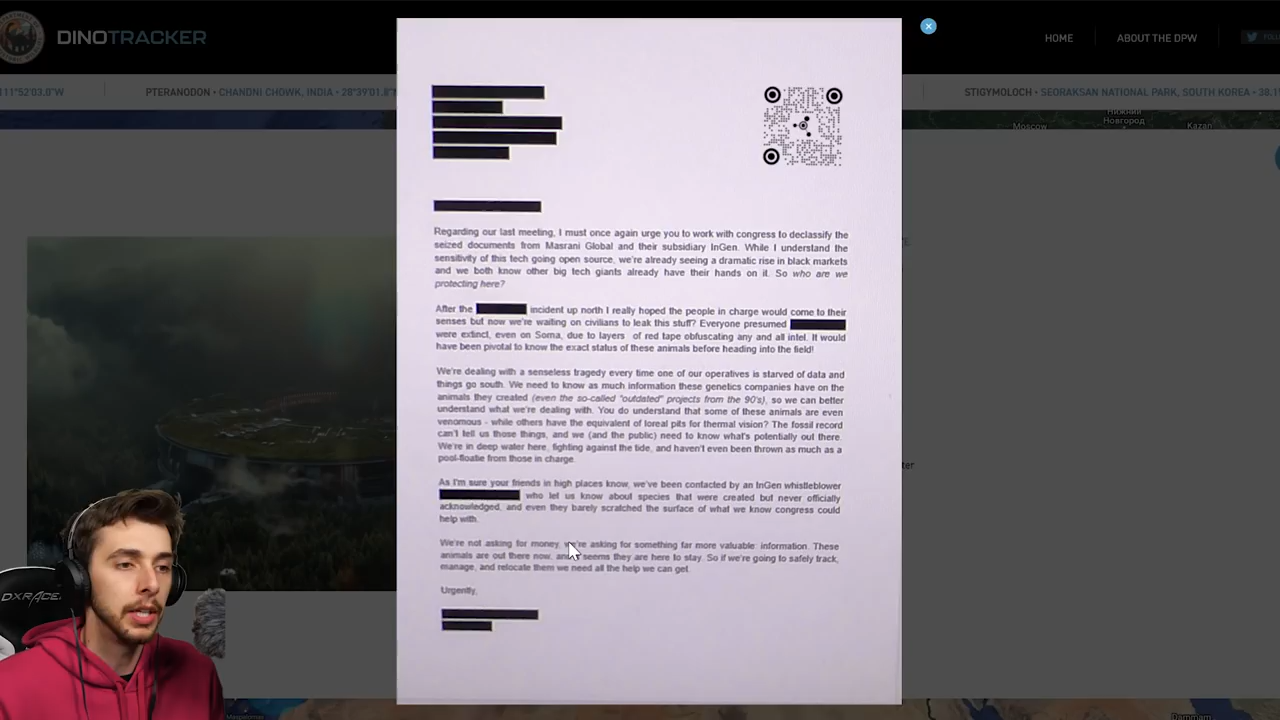 DINOTRACKER
HOME
ABOUT THE DPW
111°52'03.0"W
PTERANODON • CHANDNI CHOWK, INDIA • 28°39'01.8"
STIGYMOLOCH • SEORAKSAN NATIONAL PARK, SOUTH KOREA • 38.1
Moscow
Нижний
Новгород
Kazan
Regarding our last meeting, I must once again urge you to work with congress to declassify the
seized documents from Masrani Global and their subsidiary InGen. While I understand the
sensitivity of this tech going open source, we're already seeing a dramatic rise in black markets
and we both know other big tech giants already have their hands on it. So who are we
protecting here?
After the incident up north I really hoped the people in charge would come to their
senses but now we're waiting on civilians to leak this stuff? Everyone presumed
were extinct, even on Sorna, due to layers of red tape obfuscating any and all intel. It would
have been pivotal to know the exact status of these animals before heading into the field!
We're dealing with a senseless tragedy every time one of our operatives is starved of data and
things go south. We need to know as much information these genetics companies have on the
animals they created (even the so-called "outdated" projects from the 90's), so we can better
understand what we're dealing with. You do understand that some of these animals are even
venomous - while others have the equivalent of loreal pits for thermal vision? The fossil record
can't tell us those things, and we (and the public) need to know what's potentially out there.
We're in deep water here, fighting against the tide, and haven't even been thrown as much as a
pool-floatie from those in charge.
As I'm sure your friends in high places know, we've been contacted by an InGen whistleblower
who let us know about species that were created but never officially
acknowledged, and even they barely scratched the surface of what we know congress could
help with.
We're not asking for money, we're asking for something far more valuable: information. These
animals are out there now, and seems they are here to stay. So if we're going to safely track,
manage, and relocate them we need all the help we can get.
Urgently,
ter
DXRACE
Dammam